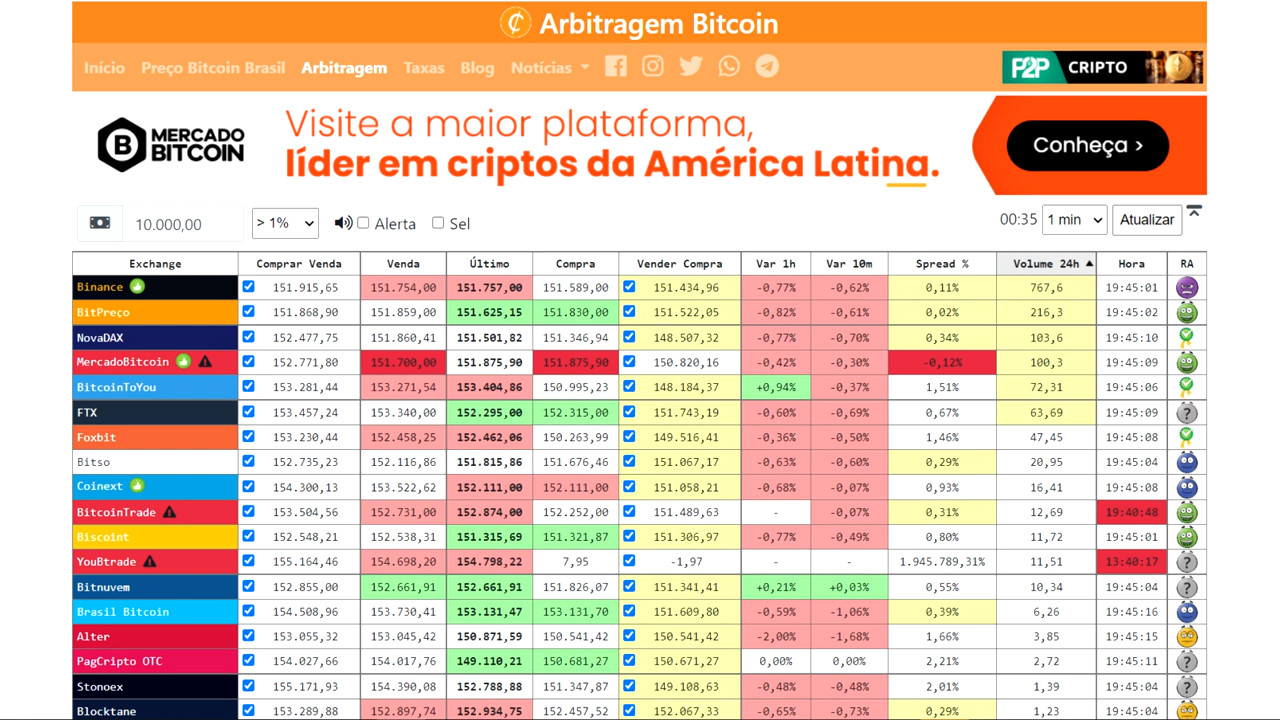 Arbitragem Bitcoin
Início Preço Bitcoin Brasil Arbitragem Taxas Blog Notícias P2P CRIPTO
MERCADO BITCOIN
Visite a maior plataforma,
líder em criptos da América Latina.
Conheça >
10.000,00 > 1% Alerta Sel 00:35 1 min Atualizar
Exchange Comprar Venda Venda Último Compra Vender Compra Var 1h Var 10m Spread % Volume 24h Hora RA
Binance 151.915,65 151.754,00 151.757,00 151.589,00 151.434,96 -0,77% -0,62% 0,11% 767,6 19:45:01
BitPreço 151.868,90 151.859,00 151.625,15 151.830,00 151.522,05 -0,82% -0,61% 0,02% 216,3 19:45:02
NovaDAX 152.477,75 151.860,41 151.501,82 151.346,94 148.507,32 -0,77% -0,70% 0,34% 103,6 19:45:10
MercadoBitcoin 152.771,80 151.700,00 151.875,90 151.875,90 150.820,16 -0,42% -0,30% -0,12% 100,3 19:45:09
BitcoinToYou 153.281,44 153.271,54 153.404,86 150.995,23 148.184,37 +0,94% -0,37% 1,51% 72,31 19:45:06
FTX 153.457,24 153.340,00 152.295,00 152.315,00 151.743,19 -0,60% -0,69% 0,67% 63,69 19:45:09
Foxbit 153.230,44 152.458,25 152.462,06 150.263,99 149.516,41 -0,36% -0,50% 1,46% 47,45 19:45:08
Bitso 152.735,23 152.116,86 151.815,86 151.676,46 151.067,17 -0,63% -0,60% 0,29% 20,95 19:45:04
Coinext 154.300,13 153.522,62 152.111,00 152.111,00 151.058,21 -0,68% -0,07% 0,93% 16,41 19:45:04
BitcoinTrade 153.504,56 152.731,00 152.874,00 152.252,00 151.489,63 - -0,07% 0,31% 12,69 19:40:48
Biscoint 152.548,21 152.538,31 151.315,69 151.321,87 151.306,97 -0,77% -0,49% 0,80% 11,72 19:45:01
YouBtrade 155.164,46 154.698,20 154.798,22 7,95 -1,97 - - 1.945.789,31% 11,51 13:40:17
Bitnuvem 152.855,00 152.661,91 152.661,91 151.826,07 151.341,41 +0,21% +0,03% 0,55% 10,34 19:45:04
Brasil Bitcoin 154.508,96 153.730,41 153.131,47 153.131,70 151.609,80 -0,59% -1,06% 0,39% 6,26 19:45:16
Alter 153.055,32 153.045,42 150.871,59 150.541,42 150.541,42 -2,00% -1,68% 1,66% 3,85 19:45:15
PagCripto OTC 154.027,66 154.017,76 149.110,21 150.681,27 150.671,27 0,00% 0,00% 2,21% 2,72 19:45:11
Stonoex 155.171,93 154.390,08 152.788,88 151.347,87 149.108,63 -0,48% -0,48% 2,01% 1,39 19:45:04
Blocktane 153.289,88 152.897,74 152.934,75 152.457,52 152.067,33 -0,65% -0,73% 0,29% 1,23 19:45:04